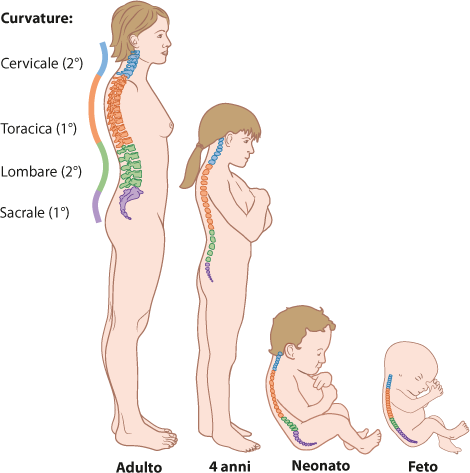 Curvature:
Cervicale (2°)
Toracica (1°)
Lombare (2°)
Sacrale (1°)
Adulto
4 anni
Neonato
Feto